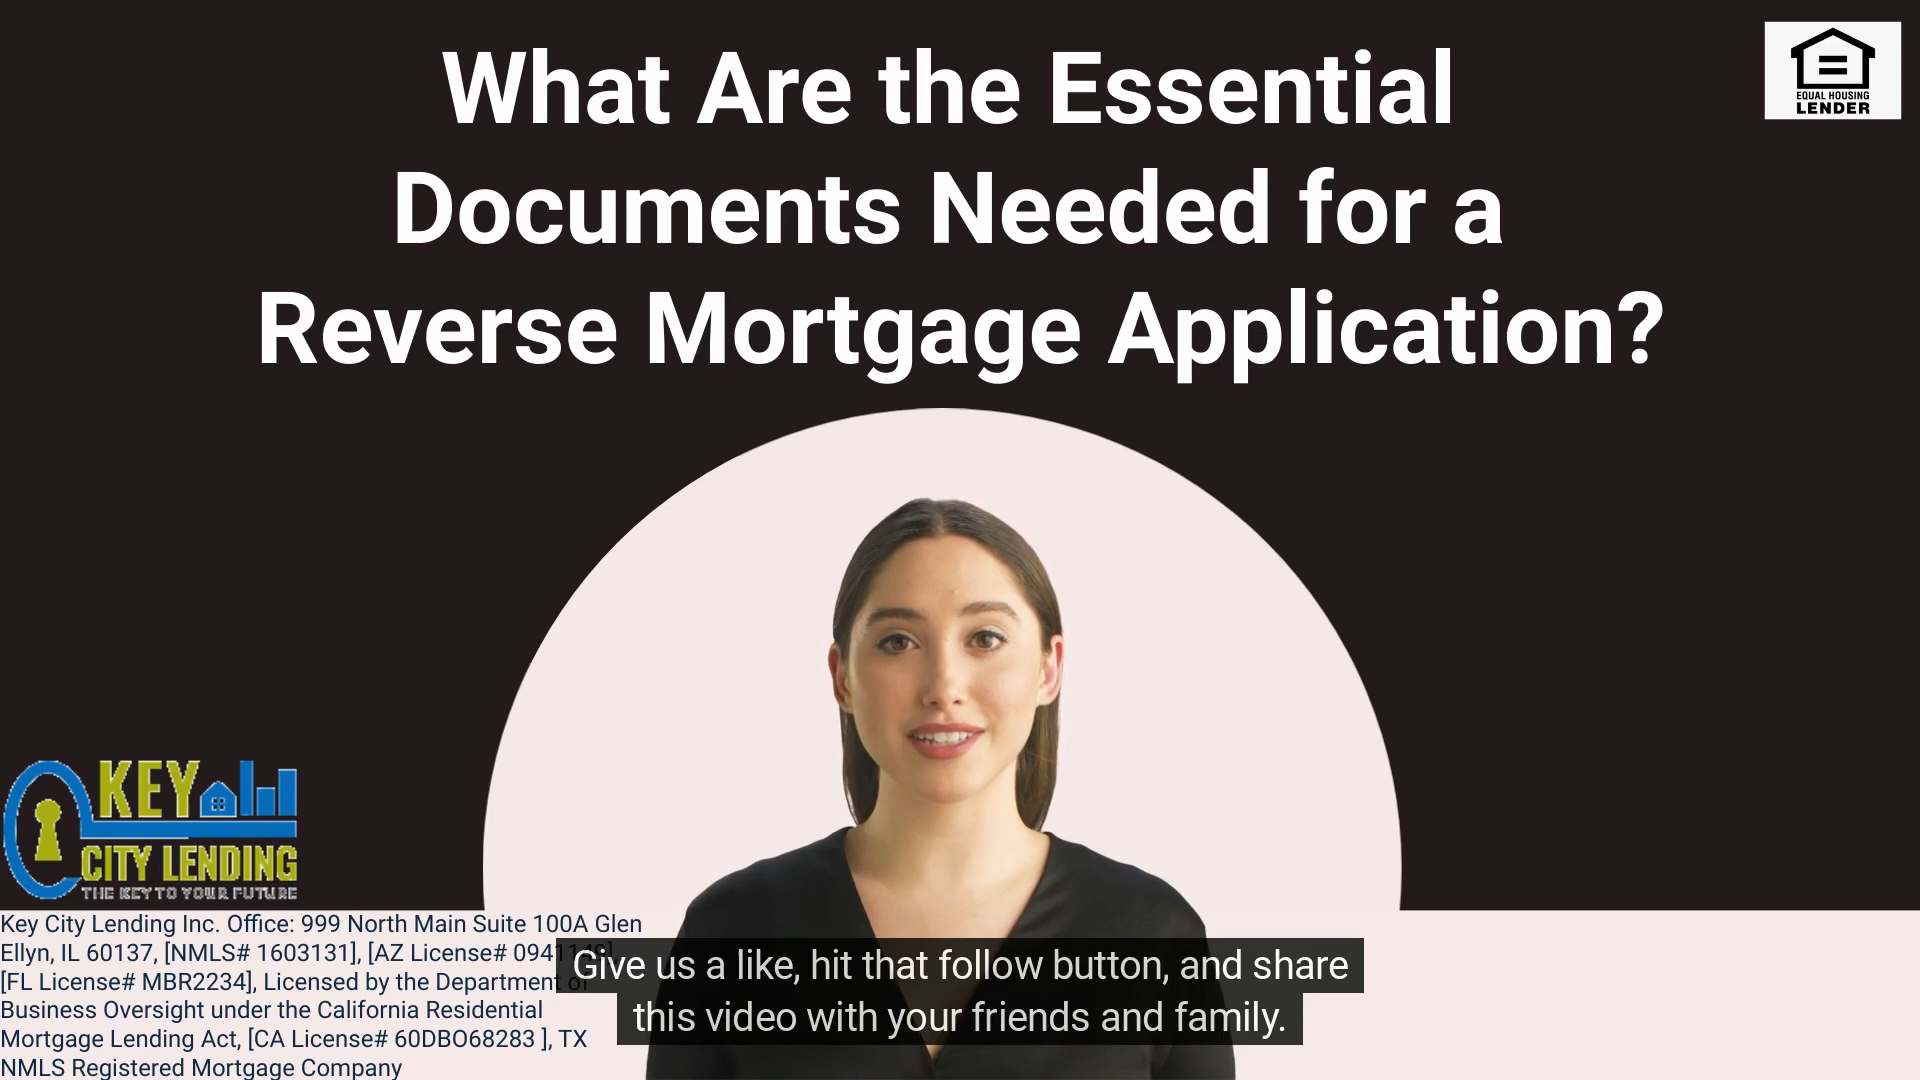 What Are the Essential
Documents Needed for a
Reverse Mortgage Application?
EQUAL HOUSING
LENDER
KEY
CITY LENDING
THE KEY TO YOUR FUTURE
Key City Lending Inc. Office: 999 North Main Suite 100A Glen
Ellyn, IL 60137, [NMLS# 1603131], [AZ License# 0941149],
[FL License# MBR2234], Licensed by the Department of
Business Oversight under the California Residential
Mortgage Lending Act, [CA License# 60DBO68283 ], TX
NMLS Registered Mortgage Company
Give us a like, hit that follow button, and share
this video with your friends and family.